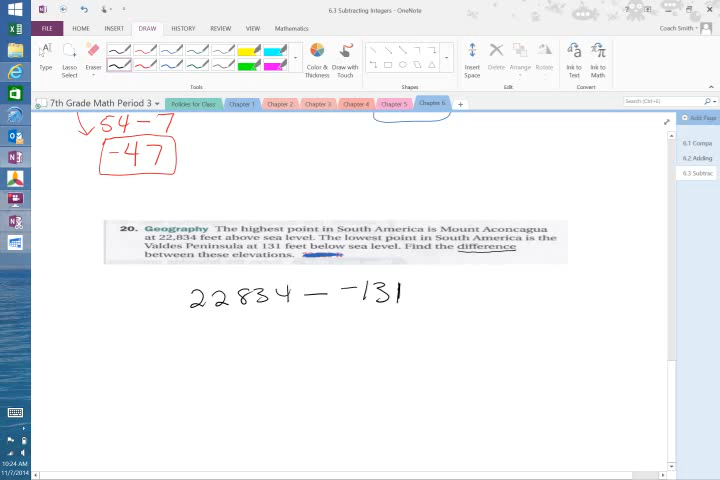 6.3 Subtracting Integers - OneNote
Coach Smith
FILE HOME INSERT DRAW HISTORY REVIEW VIEW Mathematics
Type
Lasso Select
Eraser
Color & Thickness
Draw with Touch
Insert Space
Delete
Arrange
Ink to Text
Ink to Math
Tools
Shapes
Edit
Convert
7th Grade Math Period 3
Policies for Class Chapter 1 Chapter 2 Chapter 3 Chapter 4 Chapter 5 Chapter 6
Search (Ctrl+E)
Add Page
6.1 Compa
6.2 Adding
6.3 Subtrac
54 - 7
-47
20. Geography The highest point in South America is Mount Aconcagua
at 22,834 feet above sea level. The lowest point in South America is the
Valdes Peninsula at 131 feet below sea level. Find the difference
between these elevations.
22834 — -131
10:24 AM
11/7/2014